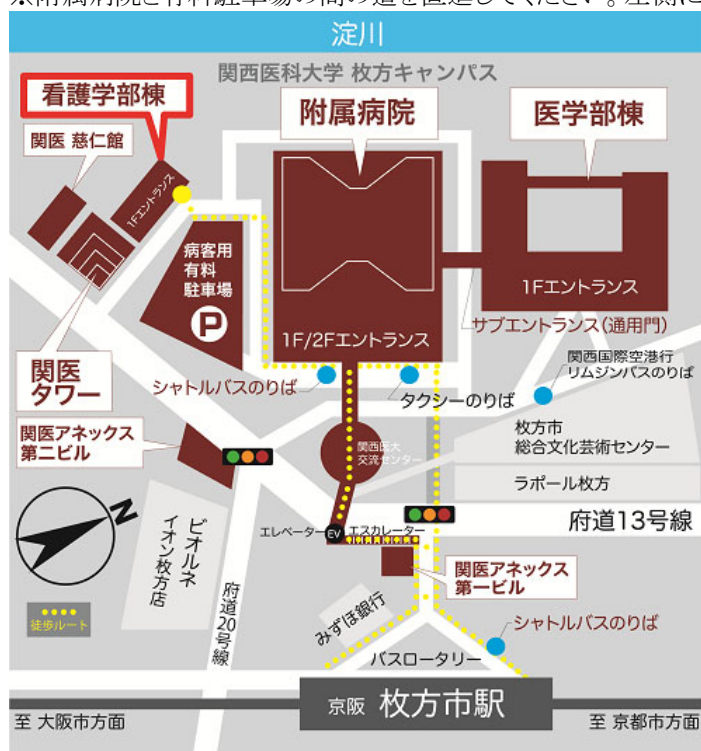 ※附属病院と有料駐車場の間の道を直進してください。左側に
淀川
関西医科大学 枚方キャンパス
看護学部棟
附属病院
医学部棟
関医 慈仁館
1Fエントランス
病客用
有料
駐車場
P
1F/2Fエントランス
1Fエントランス
サブエントランス(通用門)
関医
タワー
シャトルバスのりば
タクシーのりば
関西国際空港行
リムジンバスのりば
関医アネックス
第二ビル
関西医大
交流センター
枚方市
総合文化芸術センター
ラポール枚方
N
ビオルネ
イオン枚方店
エレベーター
EV
エスカレーター
府道13号線
関医アネックス
第一ビル
徒歩ルート
府道20号線
みずほ銀行
シャトルバスのりば
バスロータリー
京阪 枚方市駅
至 大阪市方面
至 京都市方面